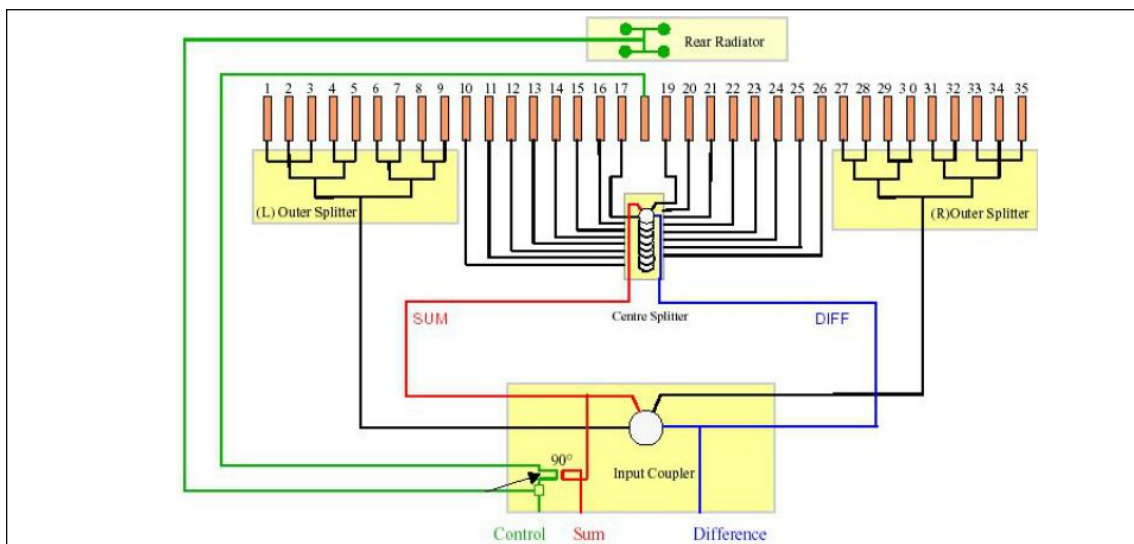 Rear Radiator
1 2 3 4 5 6 7 8 9 10 11 12 13 14 15 16 17 19 20 21 22 23 24 25 26 27 28 29 30 31 32 33 34 35
(L) Outer Splitter
(R)Outer Splitter
SUM
Centre Splitter
DIFF
90°
Input Coupler
Control
Sum
Difference